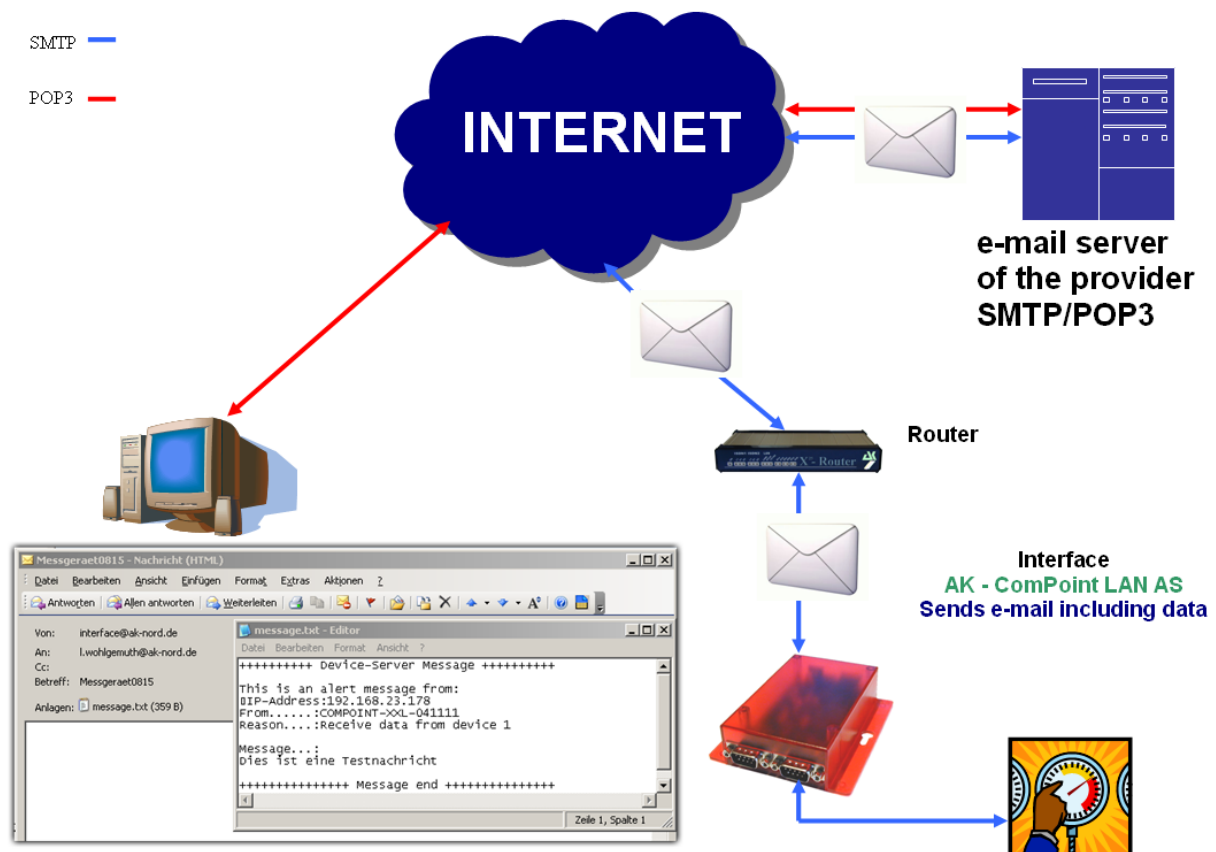 SMTP
POP3
INTERNET
e-mail server
of the provider
SMTP/POP3
Router
X - Router
Interface
AK - ComPoint LAN AS
Sends e-mail including data
Messgeraet0815 - Nachricht (HTML)
Datei Bearbeiten Ansicht Einfügen Format Extras Aktionen ?
Antworten Allen antworten Weiterleiten
Von: interface@ak-nord.de
An: l.wohlgemuth@ak-nord.de
Cc:
Betreff: Messgeraet0815
Anlagen: message.txt (359 B)
message.txt - Editor
Datei Bearbeiten Format Ansicht ?
++++++++++ Device-Server Message ++++++++++
This is an alert message from:
IP-Address:192.168.23.178
From......:COMPOINT-XXL-041111
Reason....:Receive data from device 1
Message...:
Dies ist eine Testnachricht
+++++++++++++++ Message end +++++++++++++++
Zeile 1, Spalte 1